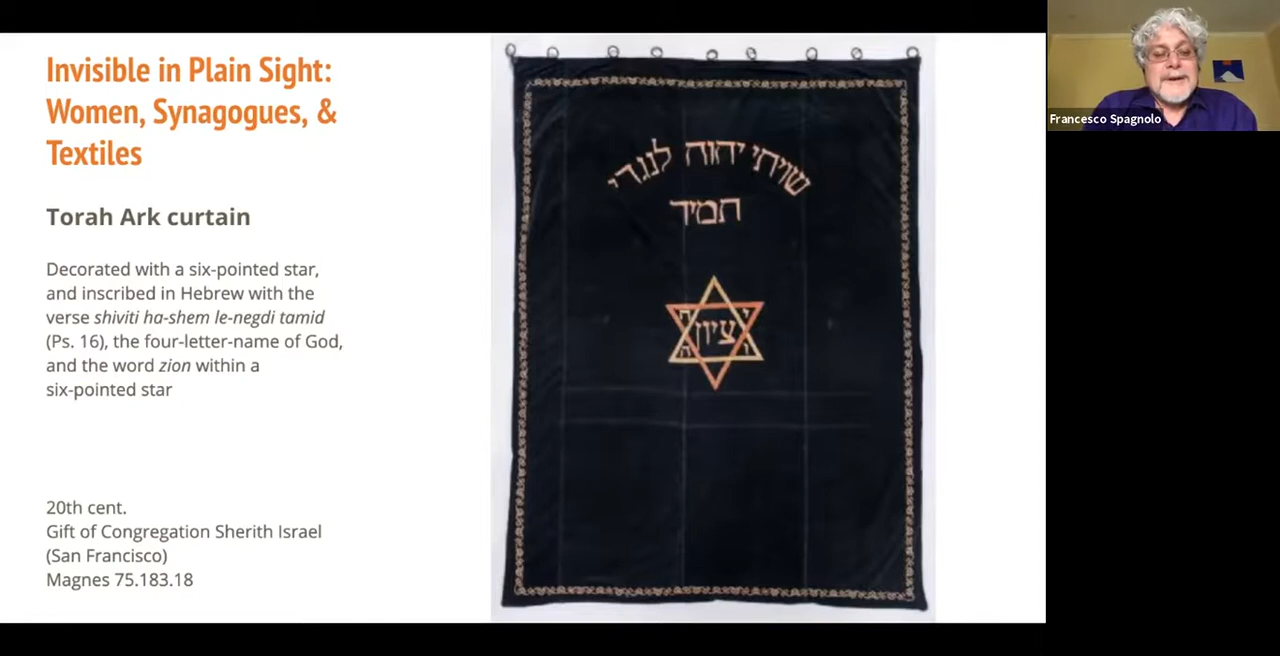 Invisible in Plain Sight:
Women, Synagogues, &
Textiles
Torah Ark curtain
Decorated with a six-pointed star,
and inscribed in Hebrew with the
verse shiviti ha-shem le-negdi tamid
(Ps. 16), the four-letter-name of God,
and the word zion within a
six-pointed star
20th cent.
Gift of Congregation Sherith Israel
(San Francisco)
Magnes 75.183.18
שויתי יהוה לנגדי
תמיד
י ה
ציון
ו ה
Francesco Spagnolo